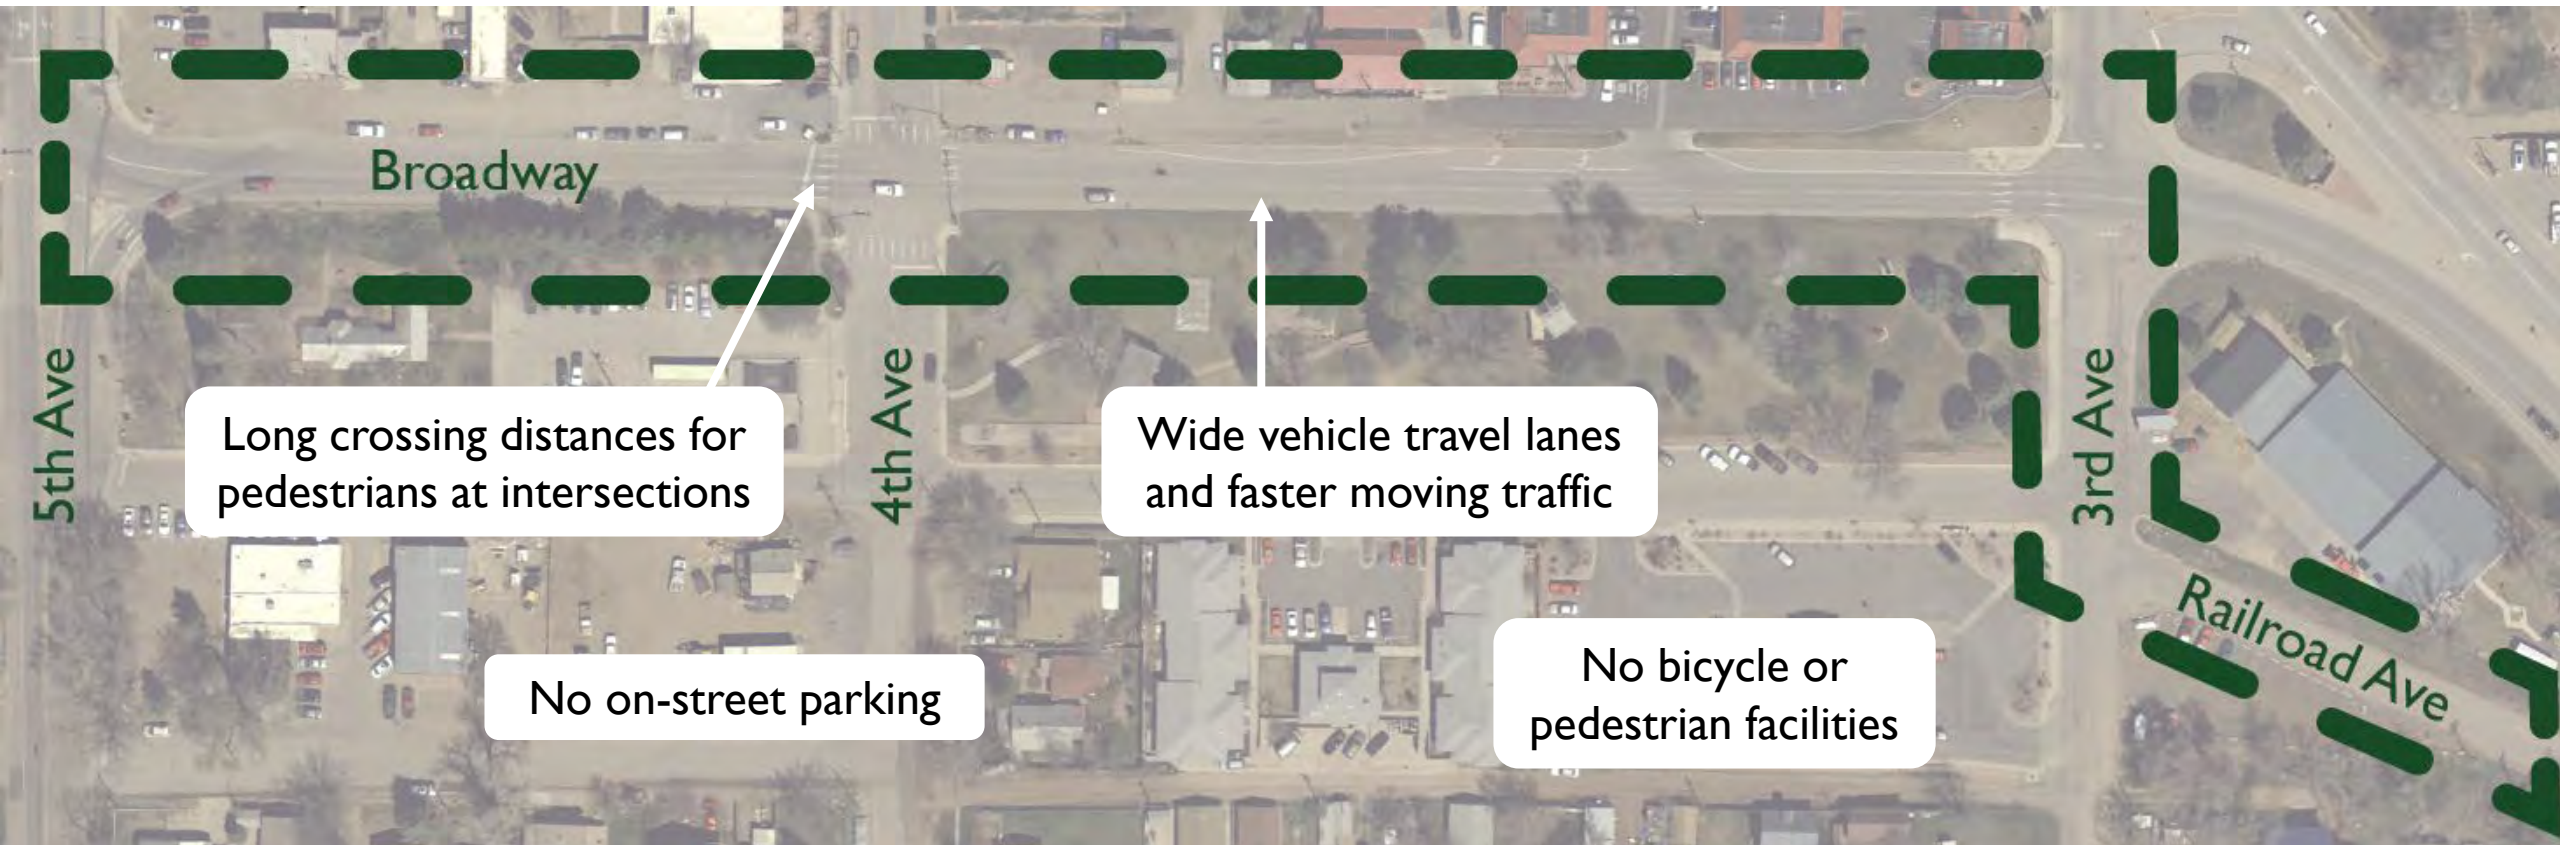 Broadway
5th Ave
4th Ave
3rd Ave
Long crossing distances for
pedestrians at intersections
Wide vehicle travel lanes
and faster moving traffic
No on-street parking
No bicycle or
pedestrian facilities
Railroad Ave